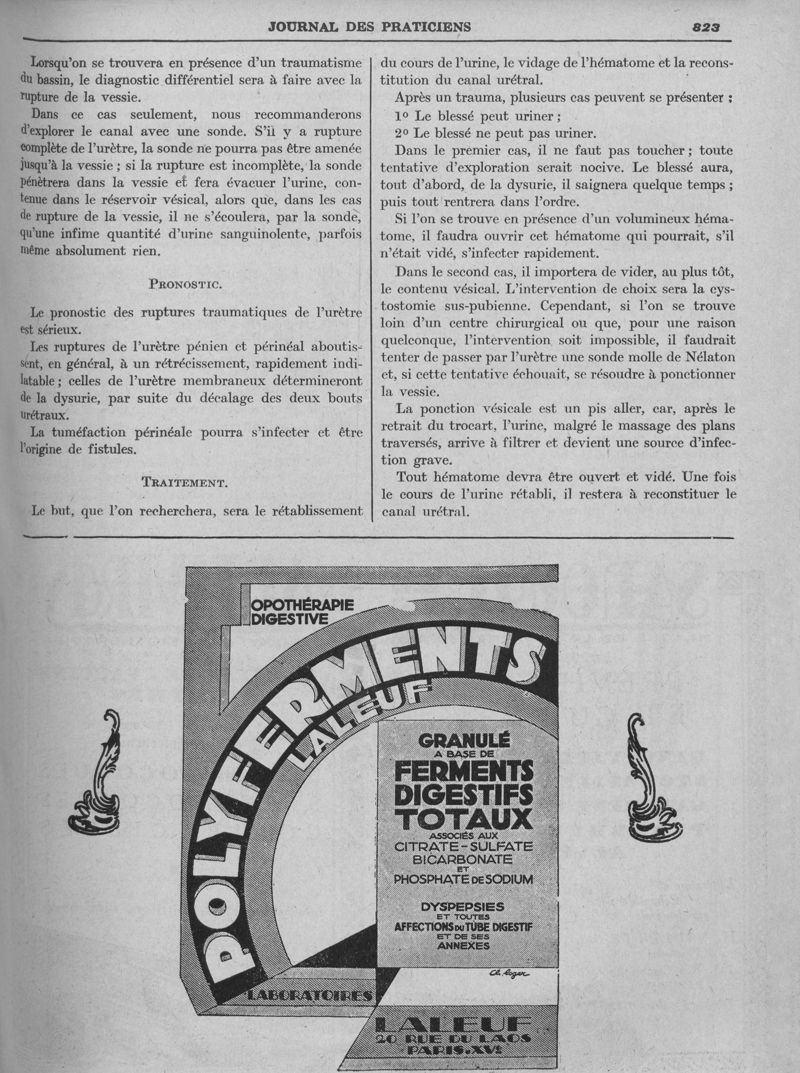 JOURNAL DES PRATICIENS 823
Lorsqu'on se trouvera en présence d'un traumatisme
du bassin, le diagnostic différentiel sera à faire avec la
rupture de la vessie.
Dans ce cas seulement, nous recommanderons
d'explorer le canal avec une sonde. S'il y a rupture
complète de l'urètre, la sonde ne pourra pas être amenée
jusqu'à la vessie ; si la rupture est incomplète, la sonde
pénètrera dans la vessie et fera évacuer l'urine, con-
tenue dans le réservoir vésical, alors que, dans les cas
de rupture de la vessie, il ne s'écoulera, par la sonde,
qu'une infime quantité d'urine sanguinolente, parfois
même absolument rien.
PRONOSTIC.
Le pronostic des ruptures traumatiques de l'urètre
est sérieux.
Les ruptures de l'urètre pénien et périnéal aboutis-
sent, en général, à un rétrécissement, rapidement indi-
latable ; celles de l'urètre membraneux détermineront
de la dysurie, par suite du décalage des deux bouts
urétraux.
La tuméfaction périnéale pourra s'infecter et être
l'origine de fistules.
TRAITEMENT.
Le but, que l'on recherchera, sera le rétablissement
du cours de l'urine, le vidage de l'hématome et la recons-
titution du canal urétral.
Après un trauma, plusieurs cas peuvent se présenter :
1º Le blessé peut uriner ;
2º Le blessé ne peut pas uriner.
Dans le premier cas, il ne faut pas toucher ; toute
tentative d'exploration serait nocive. Le blessé aura,
tout d'abord, de la dysurie, il saignera quelque temps ;
puis tout rentrera dans l'ordre.
Si l'on se trouve en présence d'un volumineux héma-
tome, il faudra ouvrir cet hématome qui pourrait, s'il
n'était vidé, s'infecter rapidement.
Dans le second cas, il importera de vider, au plus tôt,
le contenu vésical. L'intervention de choix sera la cys-
tostomie sus-pubienne. Cependant, si l'on se trouve
loin d'un centre chirurgical ou que, pour une raison
quelconque, l'intervention soit impossible, il faudrait
tenter de passer par l'urètre une sonde molle de Nélaton
et, si cette tentative échouait, se résoudre à ponctionner
la vessie.
La ponction vésicale est un pis aller, car, après le
retrait du trocart, l'urine, malgré le massage des plans
traversés, arrive à filtrer et devient une source d'infec-
tion grave.
Tout hématome devra être ouvert et vidé. Une fois
le cours de l'urine rétabli, il restera à reconstituer le
canal urétral.
OPOTHÉRAPIE
DIGESTIVE
POLYFERMENTS
LALEUF
GRANULÉ
A BASE DE
FERMENTS
DIGESTIFS
TOTAUX
ASSOCIÉS AUX
CITRATE-SULFATE
BICARBONATE
ET
PHOSPHATE DE SODIUM
DYSPEPSIES
ET TOUTES
AFFECTIONS DU TUBE DIGESTIF
ET DE SES
ANNEXES
Ch. Loger
LABORATOIRES
LALEUF
20 RUE DU LAOS
PARIS.XVe